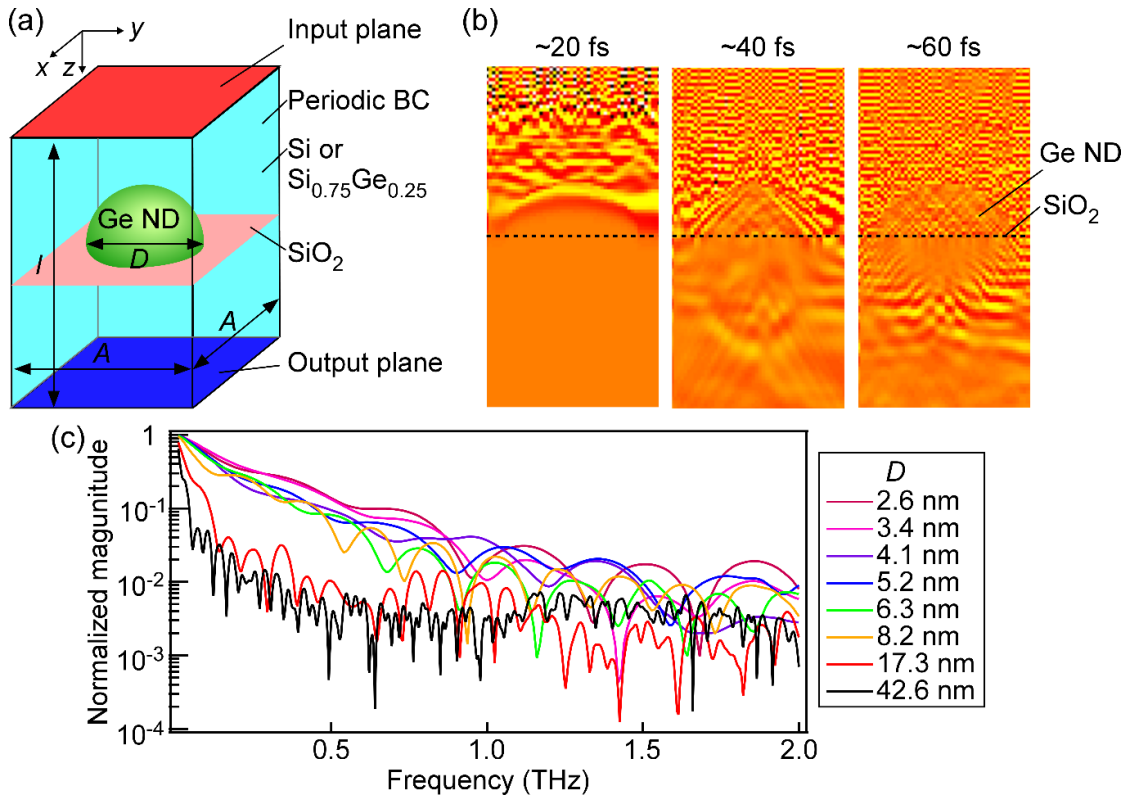 (a)
x
z
y
Input plane
Periodic BC
Si or
Si0.75Ge0.25
Ge ND
D
SiO2
l
A
A
Output plane
(b)
~20 fs
~40 fs
~60 fs
Ge ND
SiO2
(c)
Normalized magunitude
1
10-1
10-2
10-3
10-4
0.5
1.0
1.5
2.0
Frequency (THz)
D
2.6 nm
3.4 nm
4.1 nm
5.2 nm
6.3 nm
8.2 nm
17.3 nm
42.6 nm